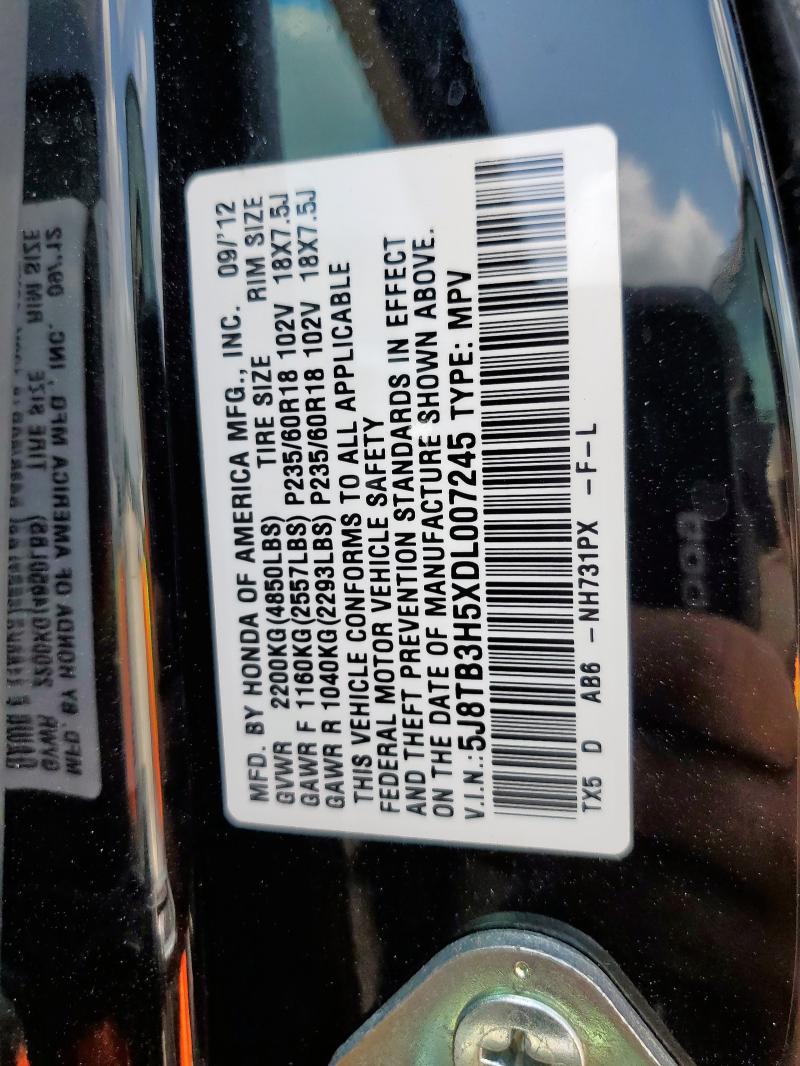 MFD. BY HONDA OF AMERICA MFG., INC. 09/'12
GVWR 2200KG(4850LBS) TIRE SIZE RIM SIZE
GAWR F 1160KG(2557LBS) P235/60R18 102V 18X7.5J
GAWR R 1040KG(2293LBS) P235/60R18 102V 18X7.5J
THIS VEHICLE CONFORMS TO ALL APPLICABLE
FEDERAL MOTOR VEHICLE SAFETY
AND THEFT PREVENTION STANDARDS IN EFFECT
ON THE DATE OF MANUFACTURE SHOWN ABOVE.
V.I.N.:5J8TB3H5XDL007245 TYPE: MPV
TX5 D AB6 -NH731PX -F-L